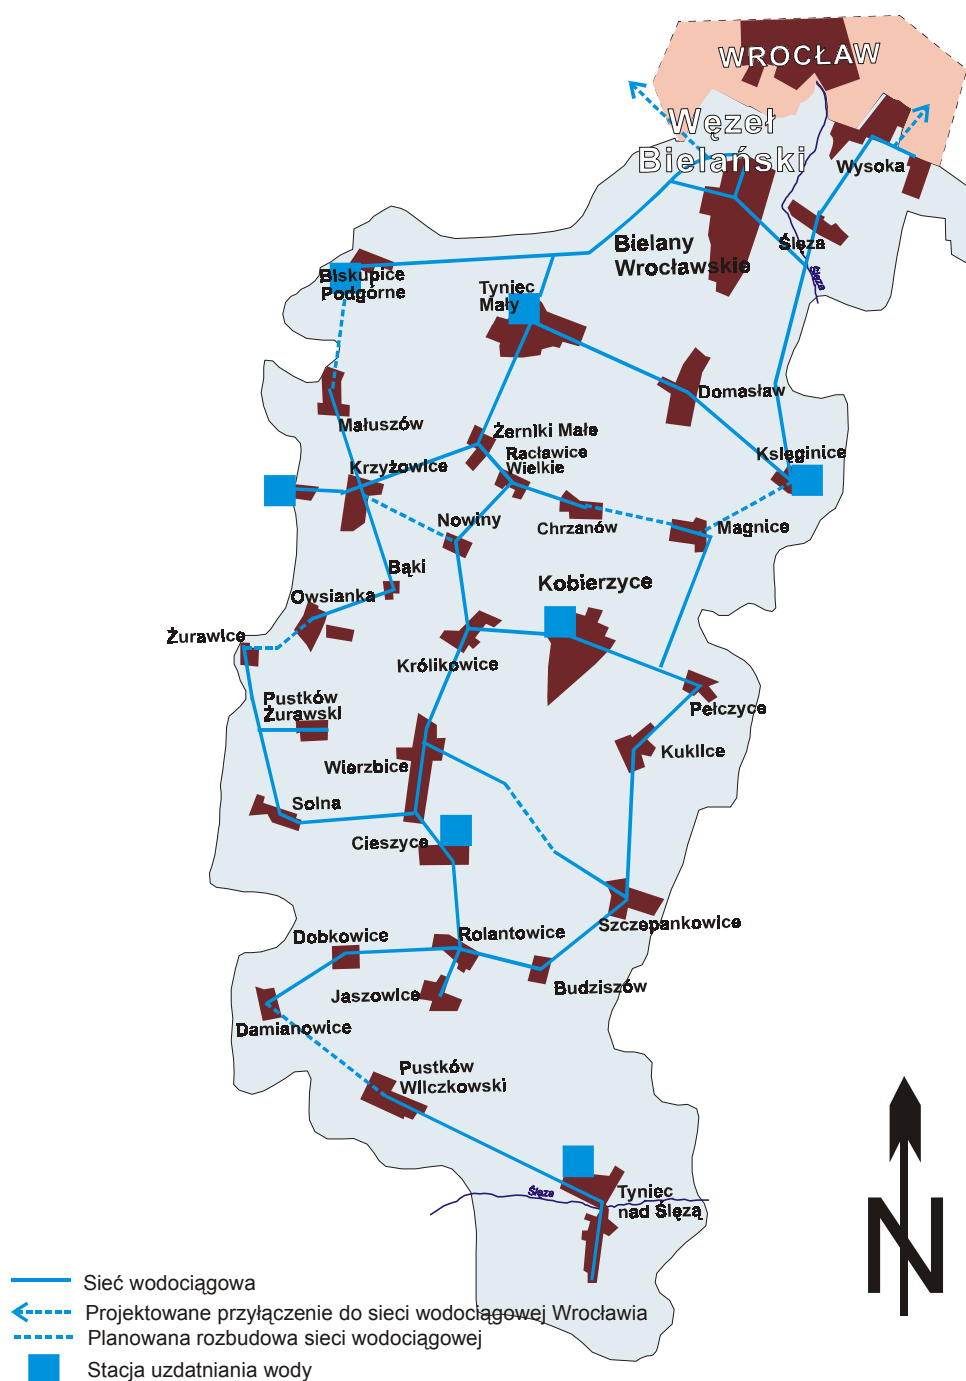 WROCŁAW
Węzeł
Bielański
Wysoka
Bielany
Wrocławskie
Ślęza
Ślęza
Biskupice
Podgórne
Tyniec
Mały
Domasław
Małuszów
Żerniki Małe
Racławice
Wielkie
Księginice
Krzyżowice
Nowiny
Chrzanów
Magnice
Bąki
Kobierzyce
Owsianka
Żurawice
Królikowice
Pustków
Żurawski
Pełczyce
Kuklice
Wierzbice
Solna
Cieszyce
Szczepankowice
Dobkowice
Rolantowice
Jaszowice
Budziszów
Damianowice
Pustków
Wilczkowski
Ślęza
Tyniec
nad Ślęzą
N
Sieć wodociągowa
Projektowane przyłączenie do sieci wodociągowej Wrocławia
Planowana rozbudowa sieci wodociągowej
Stacja uzdatniania wody